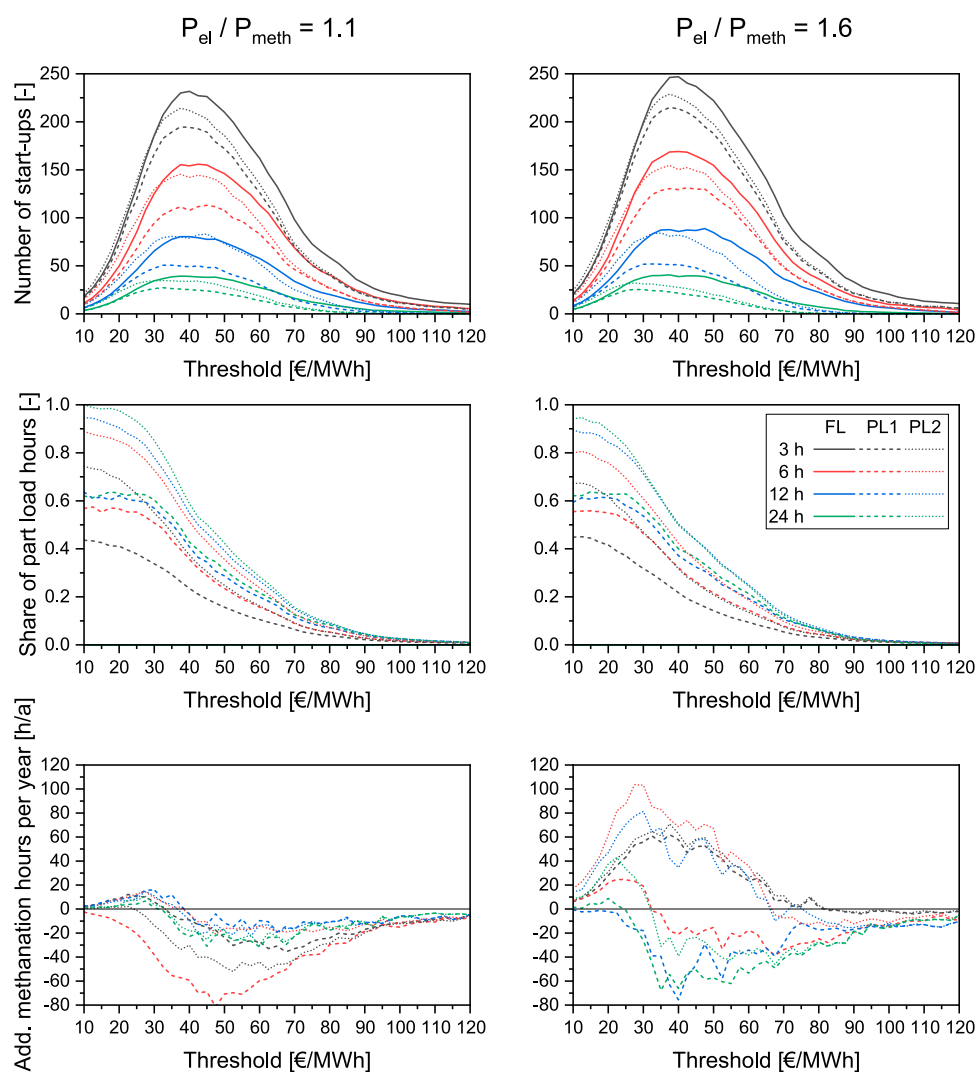 P_el / P_meth = 1.1
P_el / P_meth = 1.6
Number of start-ups [-]
250
200
150
100
50
0
10 20 30 40 50 60 70 80 90 100 110 120
Threshold [€/MWh]
250
200
150
100
50
0
10 20 30 40 50 60 70 80 90 100 110 120
Threshold [€/MWh]
Share of part load hours [-]
1.0
0.8
0.6
0.4
0.2
0.0
10 20 30 40 50 60 70 80 90 100 110 120
Threshold [€/MWh]
1.0
0.8
0.6
0.4
0.2
0.0
FL PL1 PL2
3 h
6 h
12 h
24 h
10 20 30 40 50 60 70 80 90 100 110 120
Threshold [€/MWh]
Add. methanation hours per year [h/a]
120
100
80
60
40
20
0
-20
-40
-60
-80
10 20 30 40 50 60 70 80 90 100 110 120
Threshold [€/MWh]
120
100
80
60
40
20
0
-20
-40
-60
-80
10 20 30 40 50 60 70 80 90 100 110 120
Threshold [€/MWh]